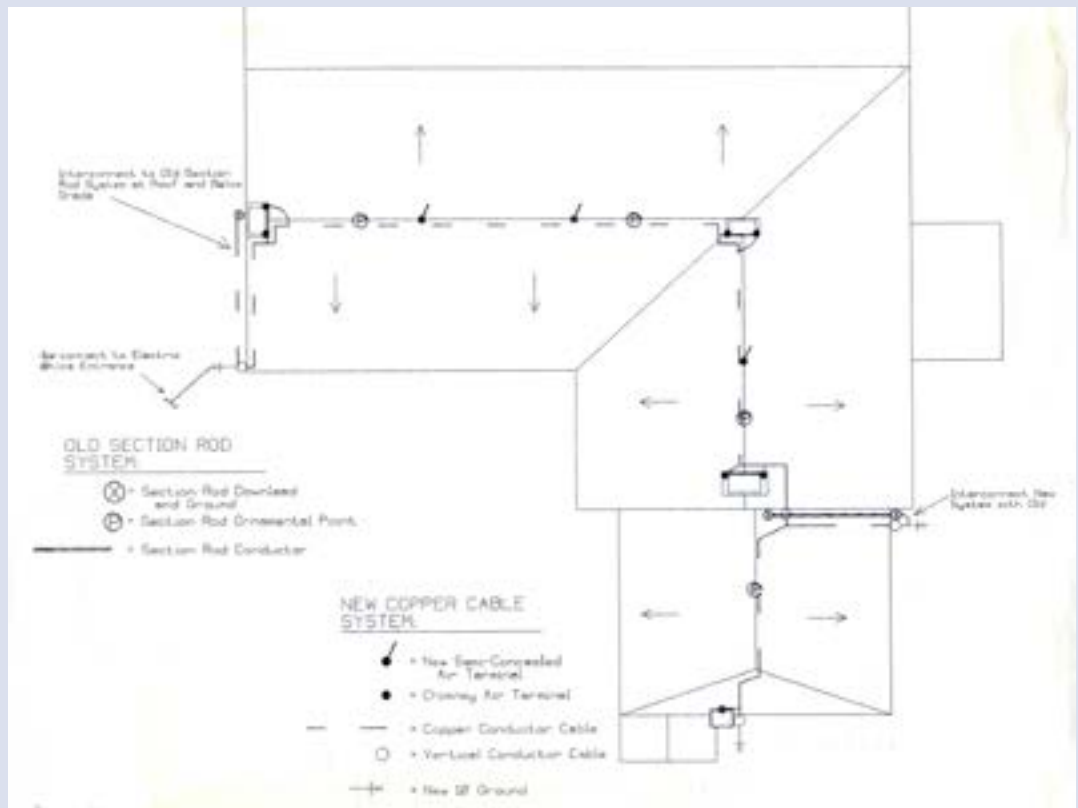 Interconnect to Old Section
Rod System at Roof and Below
Grade
to Electric
Entrance
OLD SECTION ROD
SYSTEM:
Ⓧ = Section Rod Downlead
and Ground
Ⓟ = Section Rod Ornamental Point
= Section Rod Conductor
Interconnect New
System with Old
NEW COPPER CABLE
SYSTEM:
= New Semi-Concealed
Air Terminal
= Chimney Air Terminal
= Copper Conductor Cable
= Vertical Conductor Cable
= New Ground